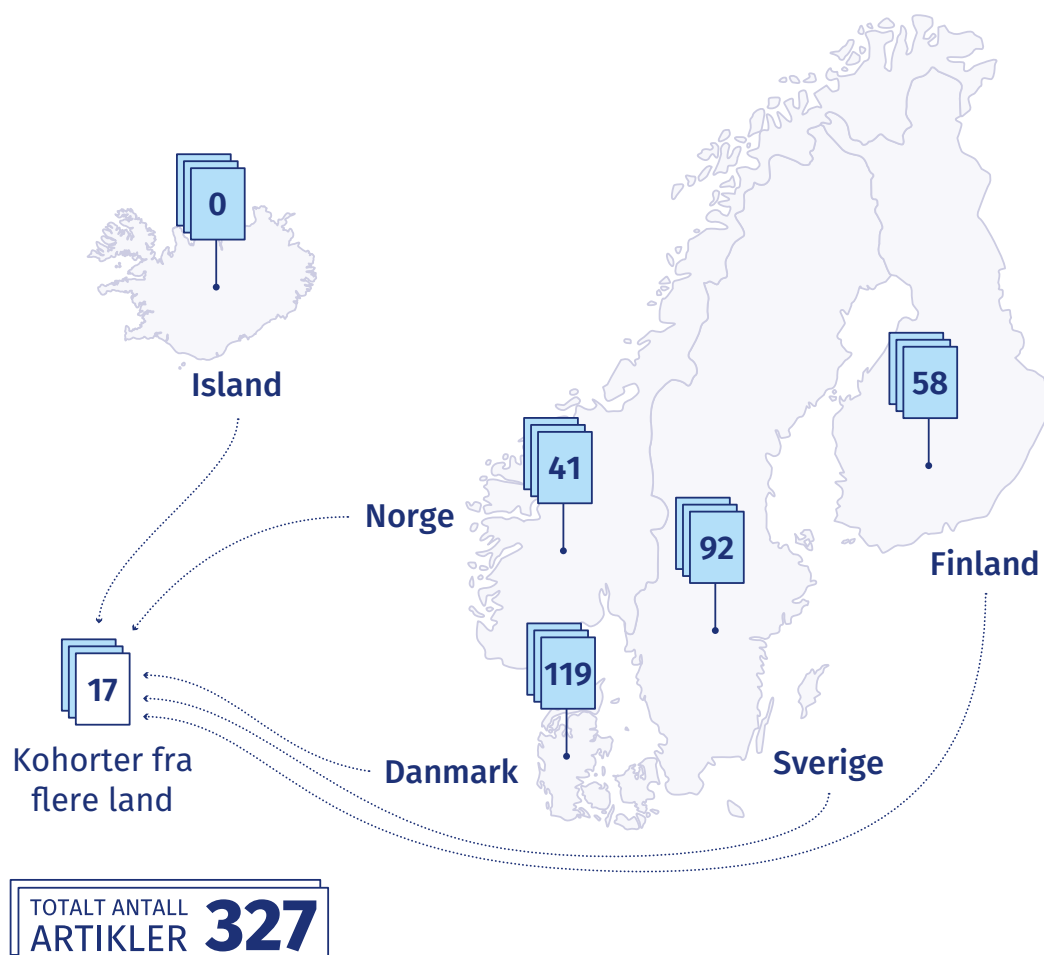 0
Island
58
41
Norge
92
Finland
119
17
Kohorter fra
flere land
Danmark
Sverige
TOTALT ANTALL
ARTIKLER 327